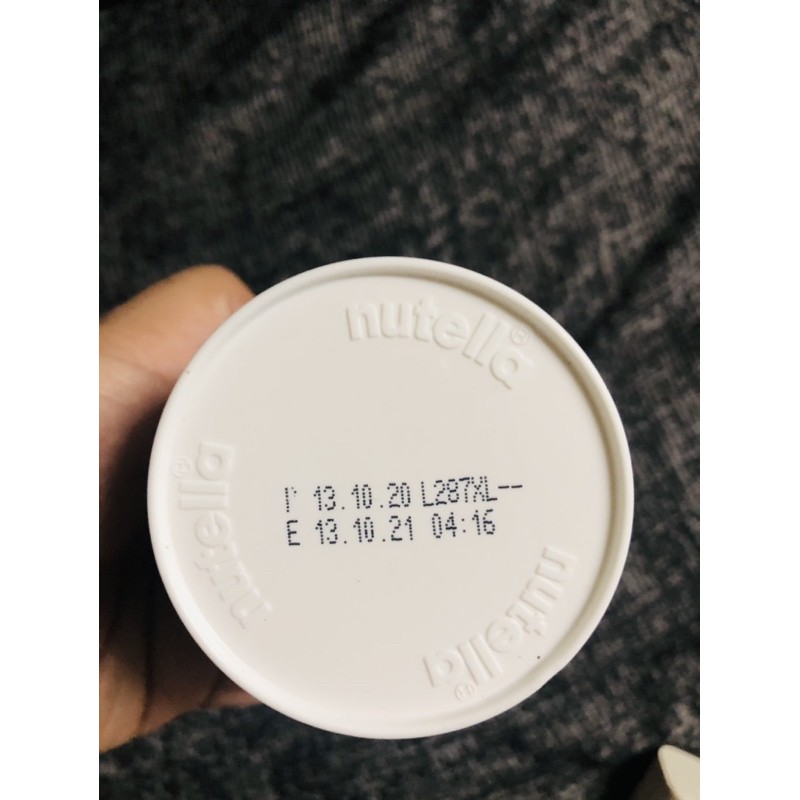 nutella®
nutella®
P 13.10.20 L287XL--
E 13.10.21 04:16
nutella®